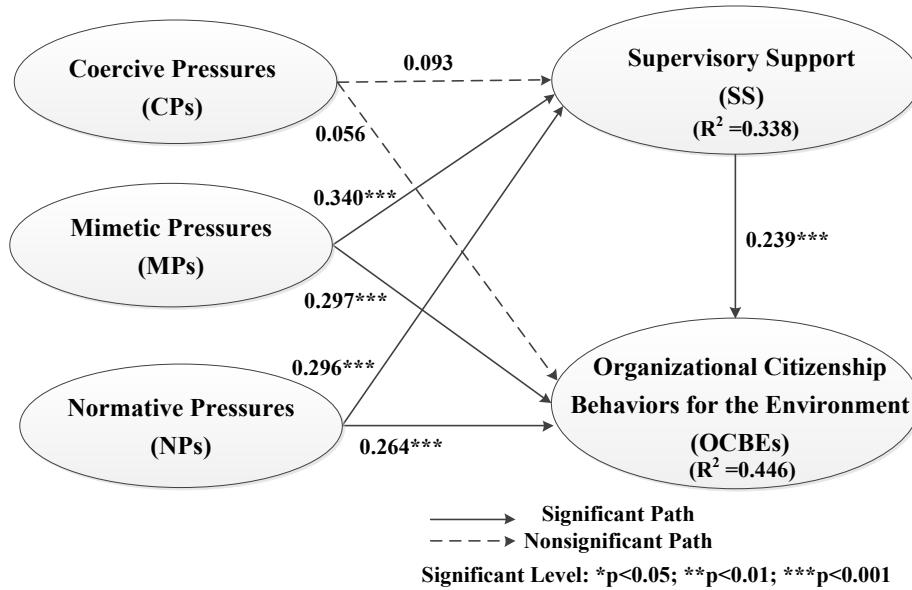 Coercive Pressures
(CPs)
0.093
0.056
Supervisory Support
(SS)
(R² =0.338)
0.340***
Mimetic Pressures
(MPs)
0.239***
0.297***
0.296***
Normative Pressures
(NPs)
0.264***
Organizational Citizenship
Behaviors for the Environment
(OCBEs)
(R² =0.446)
Significant Path
Nonsignificant Path
Significant Level: *p<0.05; **p<0.01; ***p<0.001